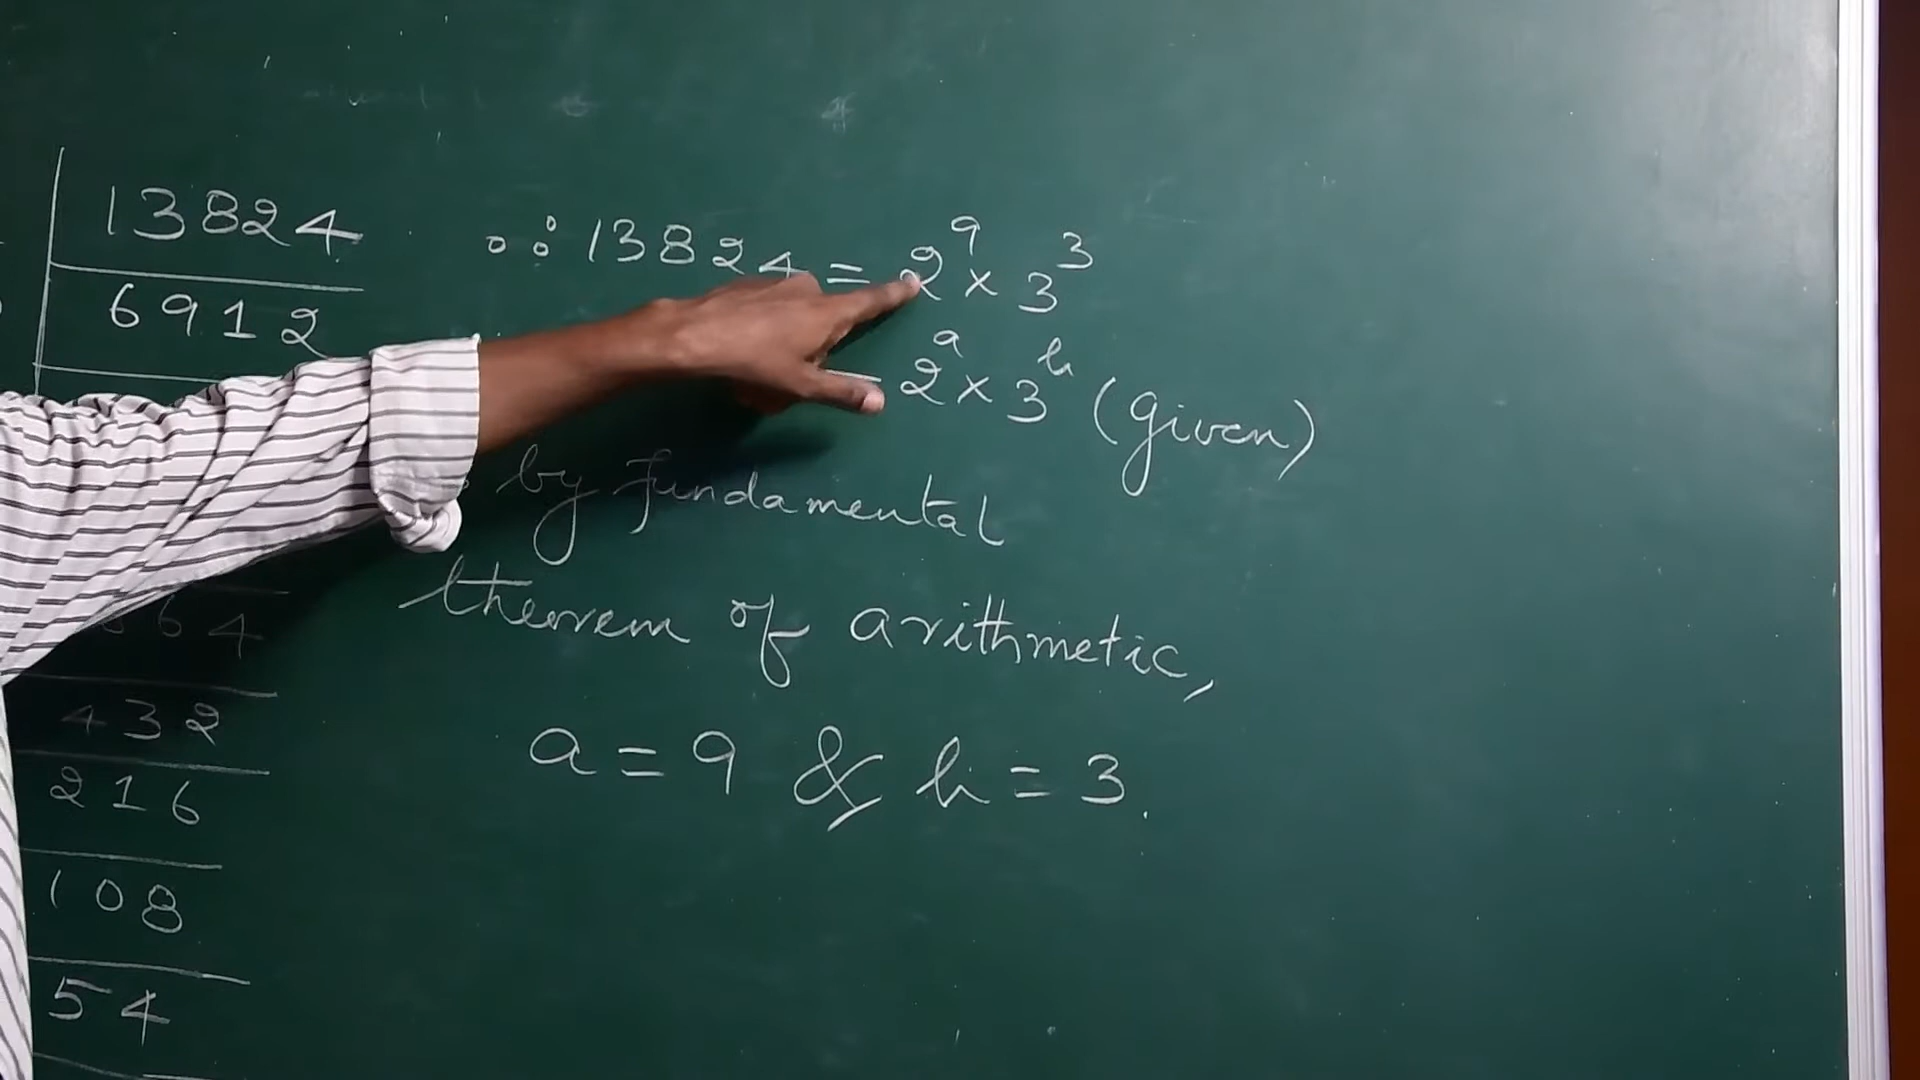 13824
6912
∴ 13824 = 2⁹ × 3³
= 2ᵃ × 3ᵇ (given)
by fundamental
theorem of arithmetic,
64
432
a = 9 & b = 3.
216
108
54